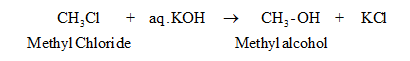 CH₃Cl + aq.KOH → CH₃-OH + KCl
Methyl Chloride Methyl alcohol